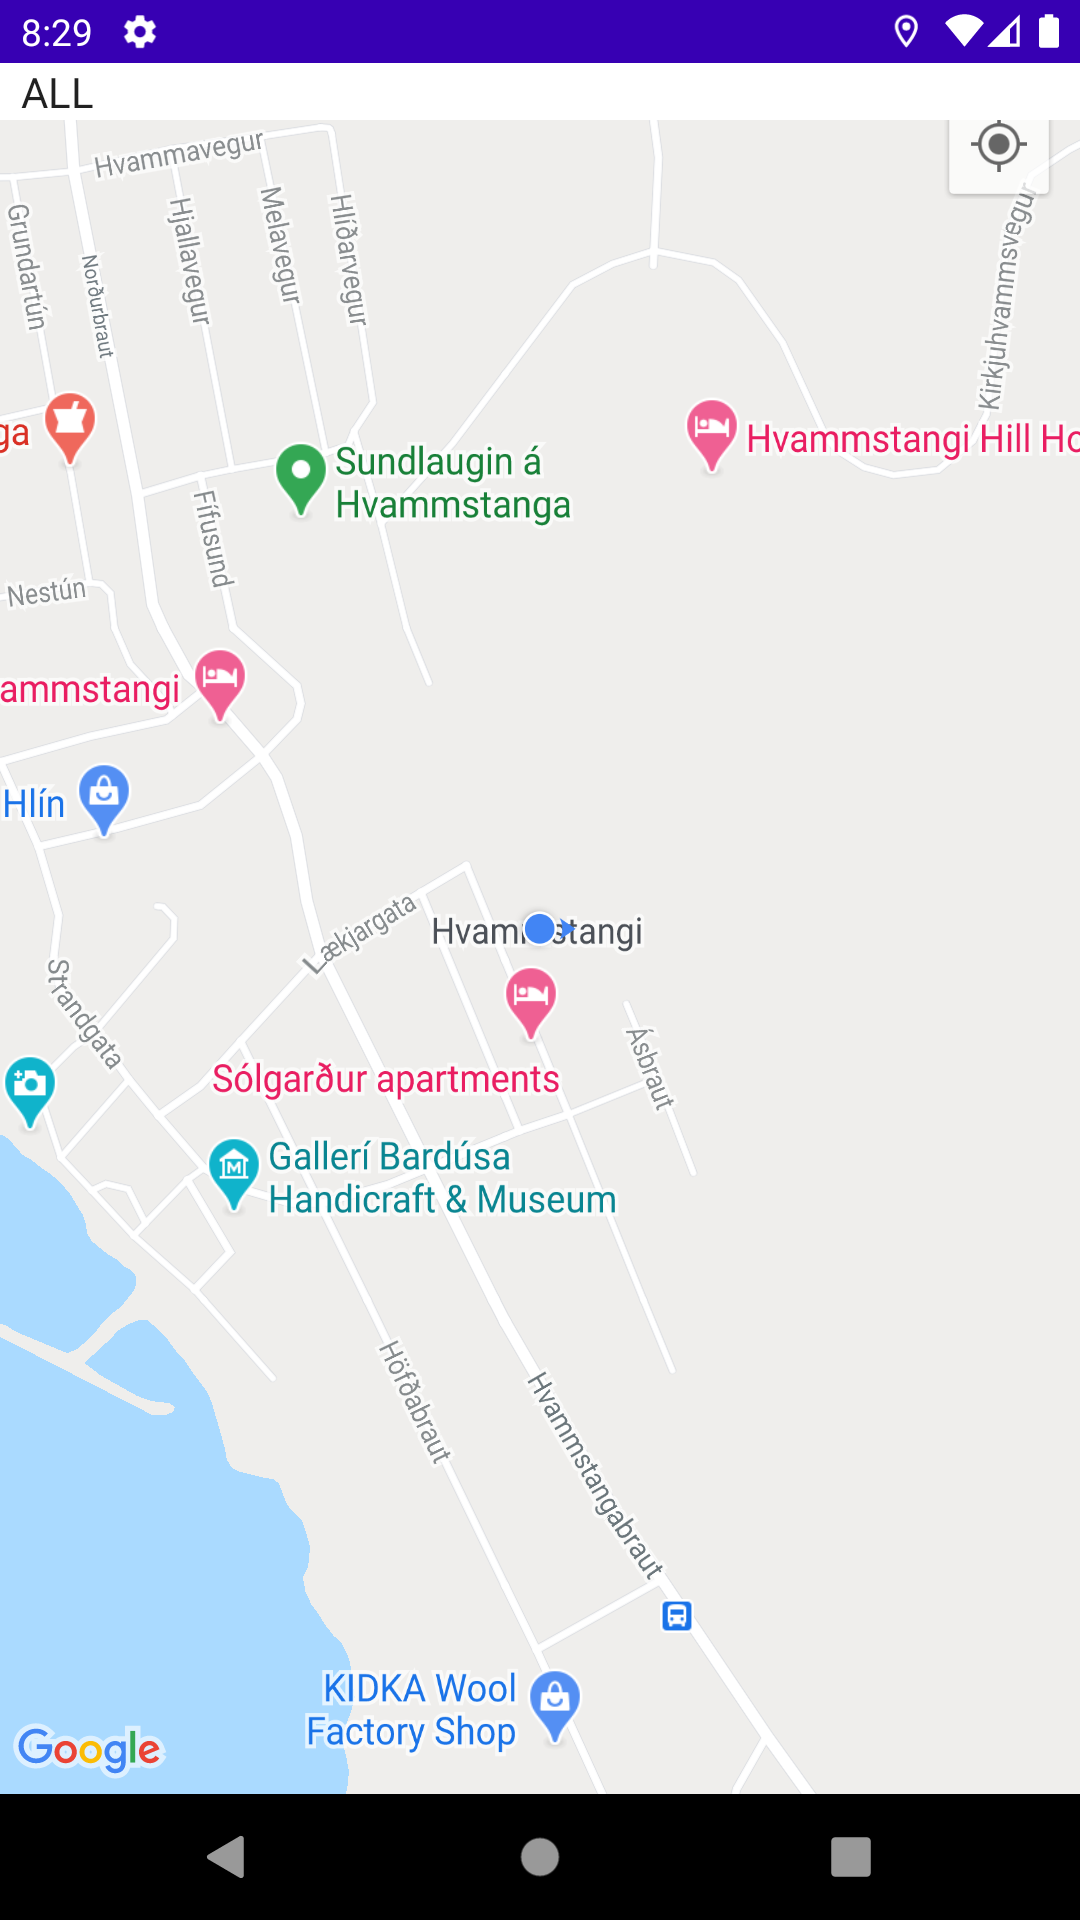 8:29
ALL
Hvammavegur
Grundartún
Norðurbraut
Hjallavegur
Melavegur
Hlíðarvegur
Kirkjuhvammsvegur
ga
Sundlaugin á
Hvammstanga
Hvammstangi Hill Ho
Fífusund
Nestún
ammstangi
Hlín
Lækjargata
Hvammstangi
Strandgata
Ásbraut
Sólgarður apartments
Gallerí Bardúsa
Handicraft & Museum
M
Höfðabraut
Hvammstangabraut
KIDKA Wool
Factory Shop
Google